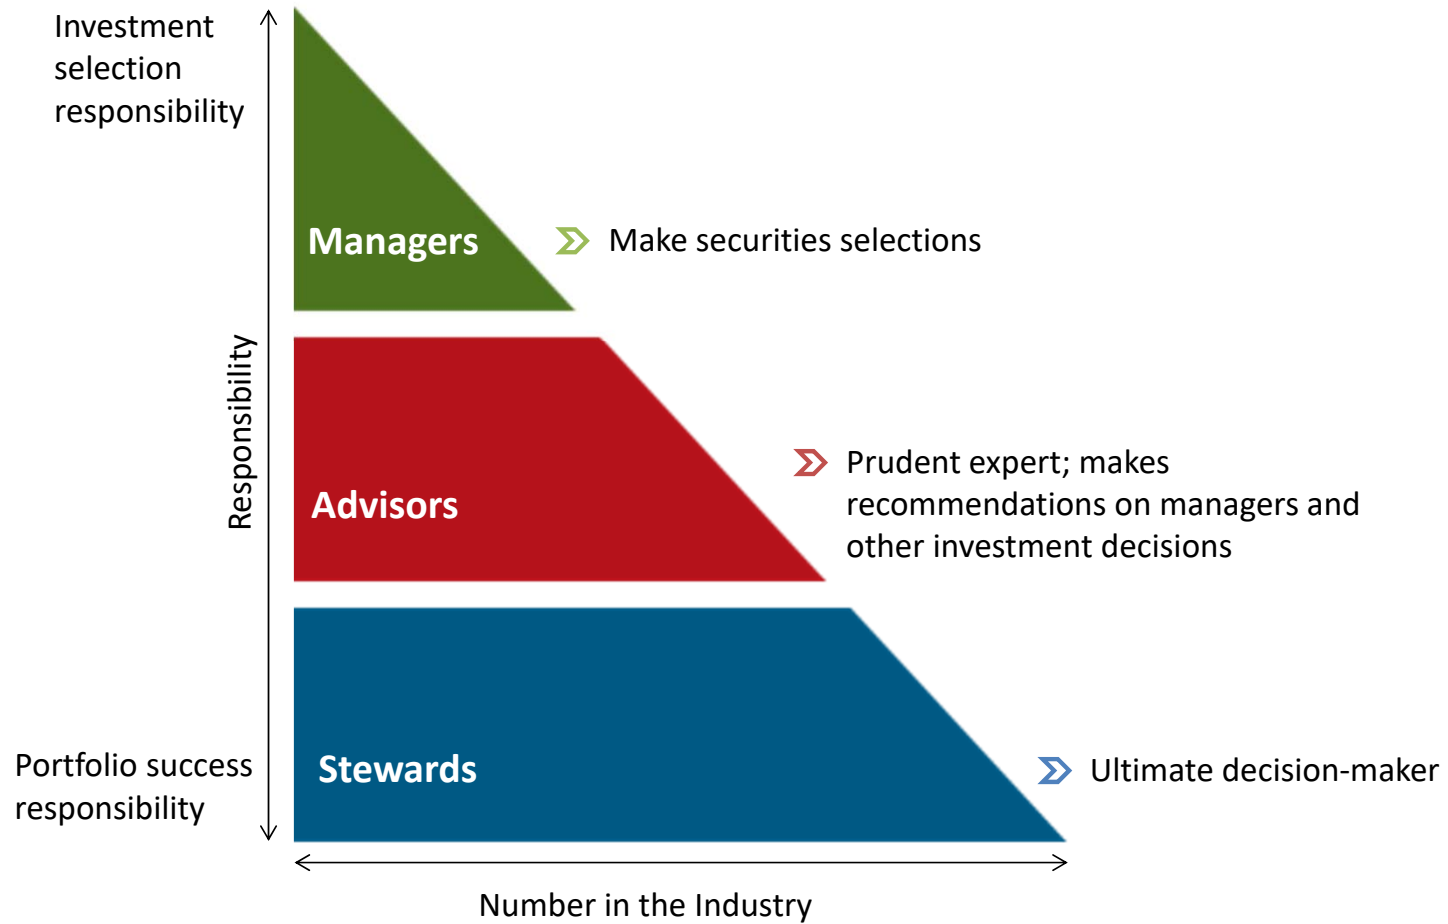 Investment
selection
responsibility
Managers
Make securities selections
Responsibility
Prudent expert; makes
recommendations on managers and
other investment decisions
Advisors
Portfolio success
responsibility
Stewards
Ultimate decision-maker
Number in the Industry